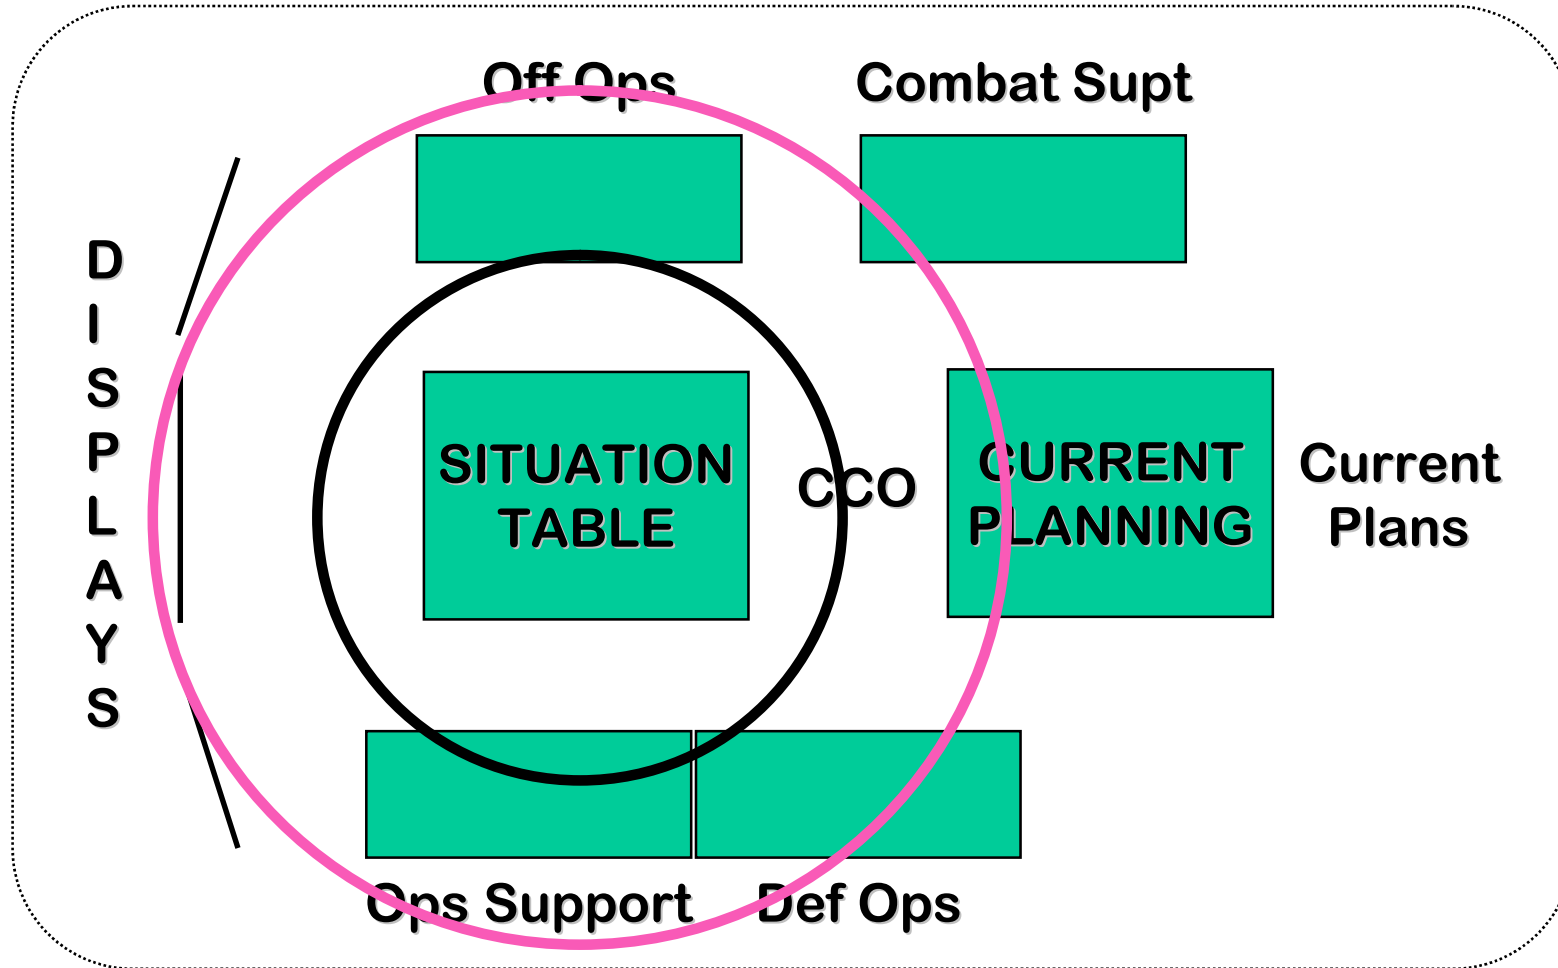 Off Ops
Combat Supt
D
I
S
P
L
A
Y
S
SITUATION
TABLE
CCO
CURRENT
PLANNING
Current
Plans
Ops Support
Def Ops